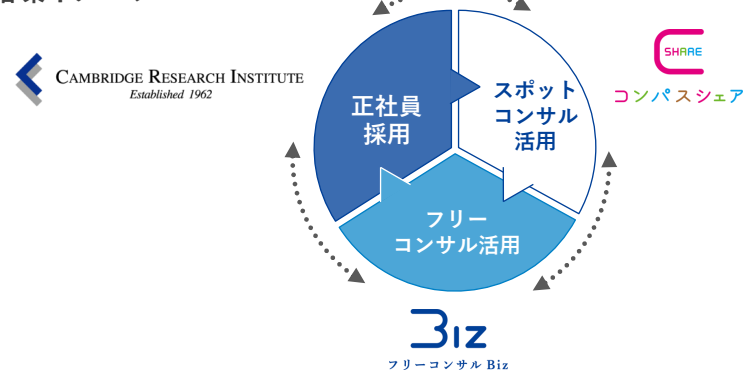 CAMBRIDGE RESEARCH INSTITUTE
Established 1962
正社員
採用
スポット
コンサル
活用
SHARE
コンパスシェア
フリー
コンサル活用
Biz
フリーコンサル Biz